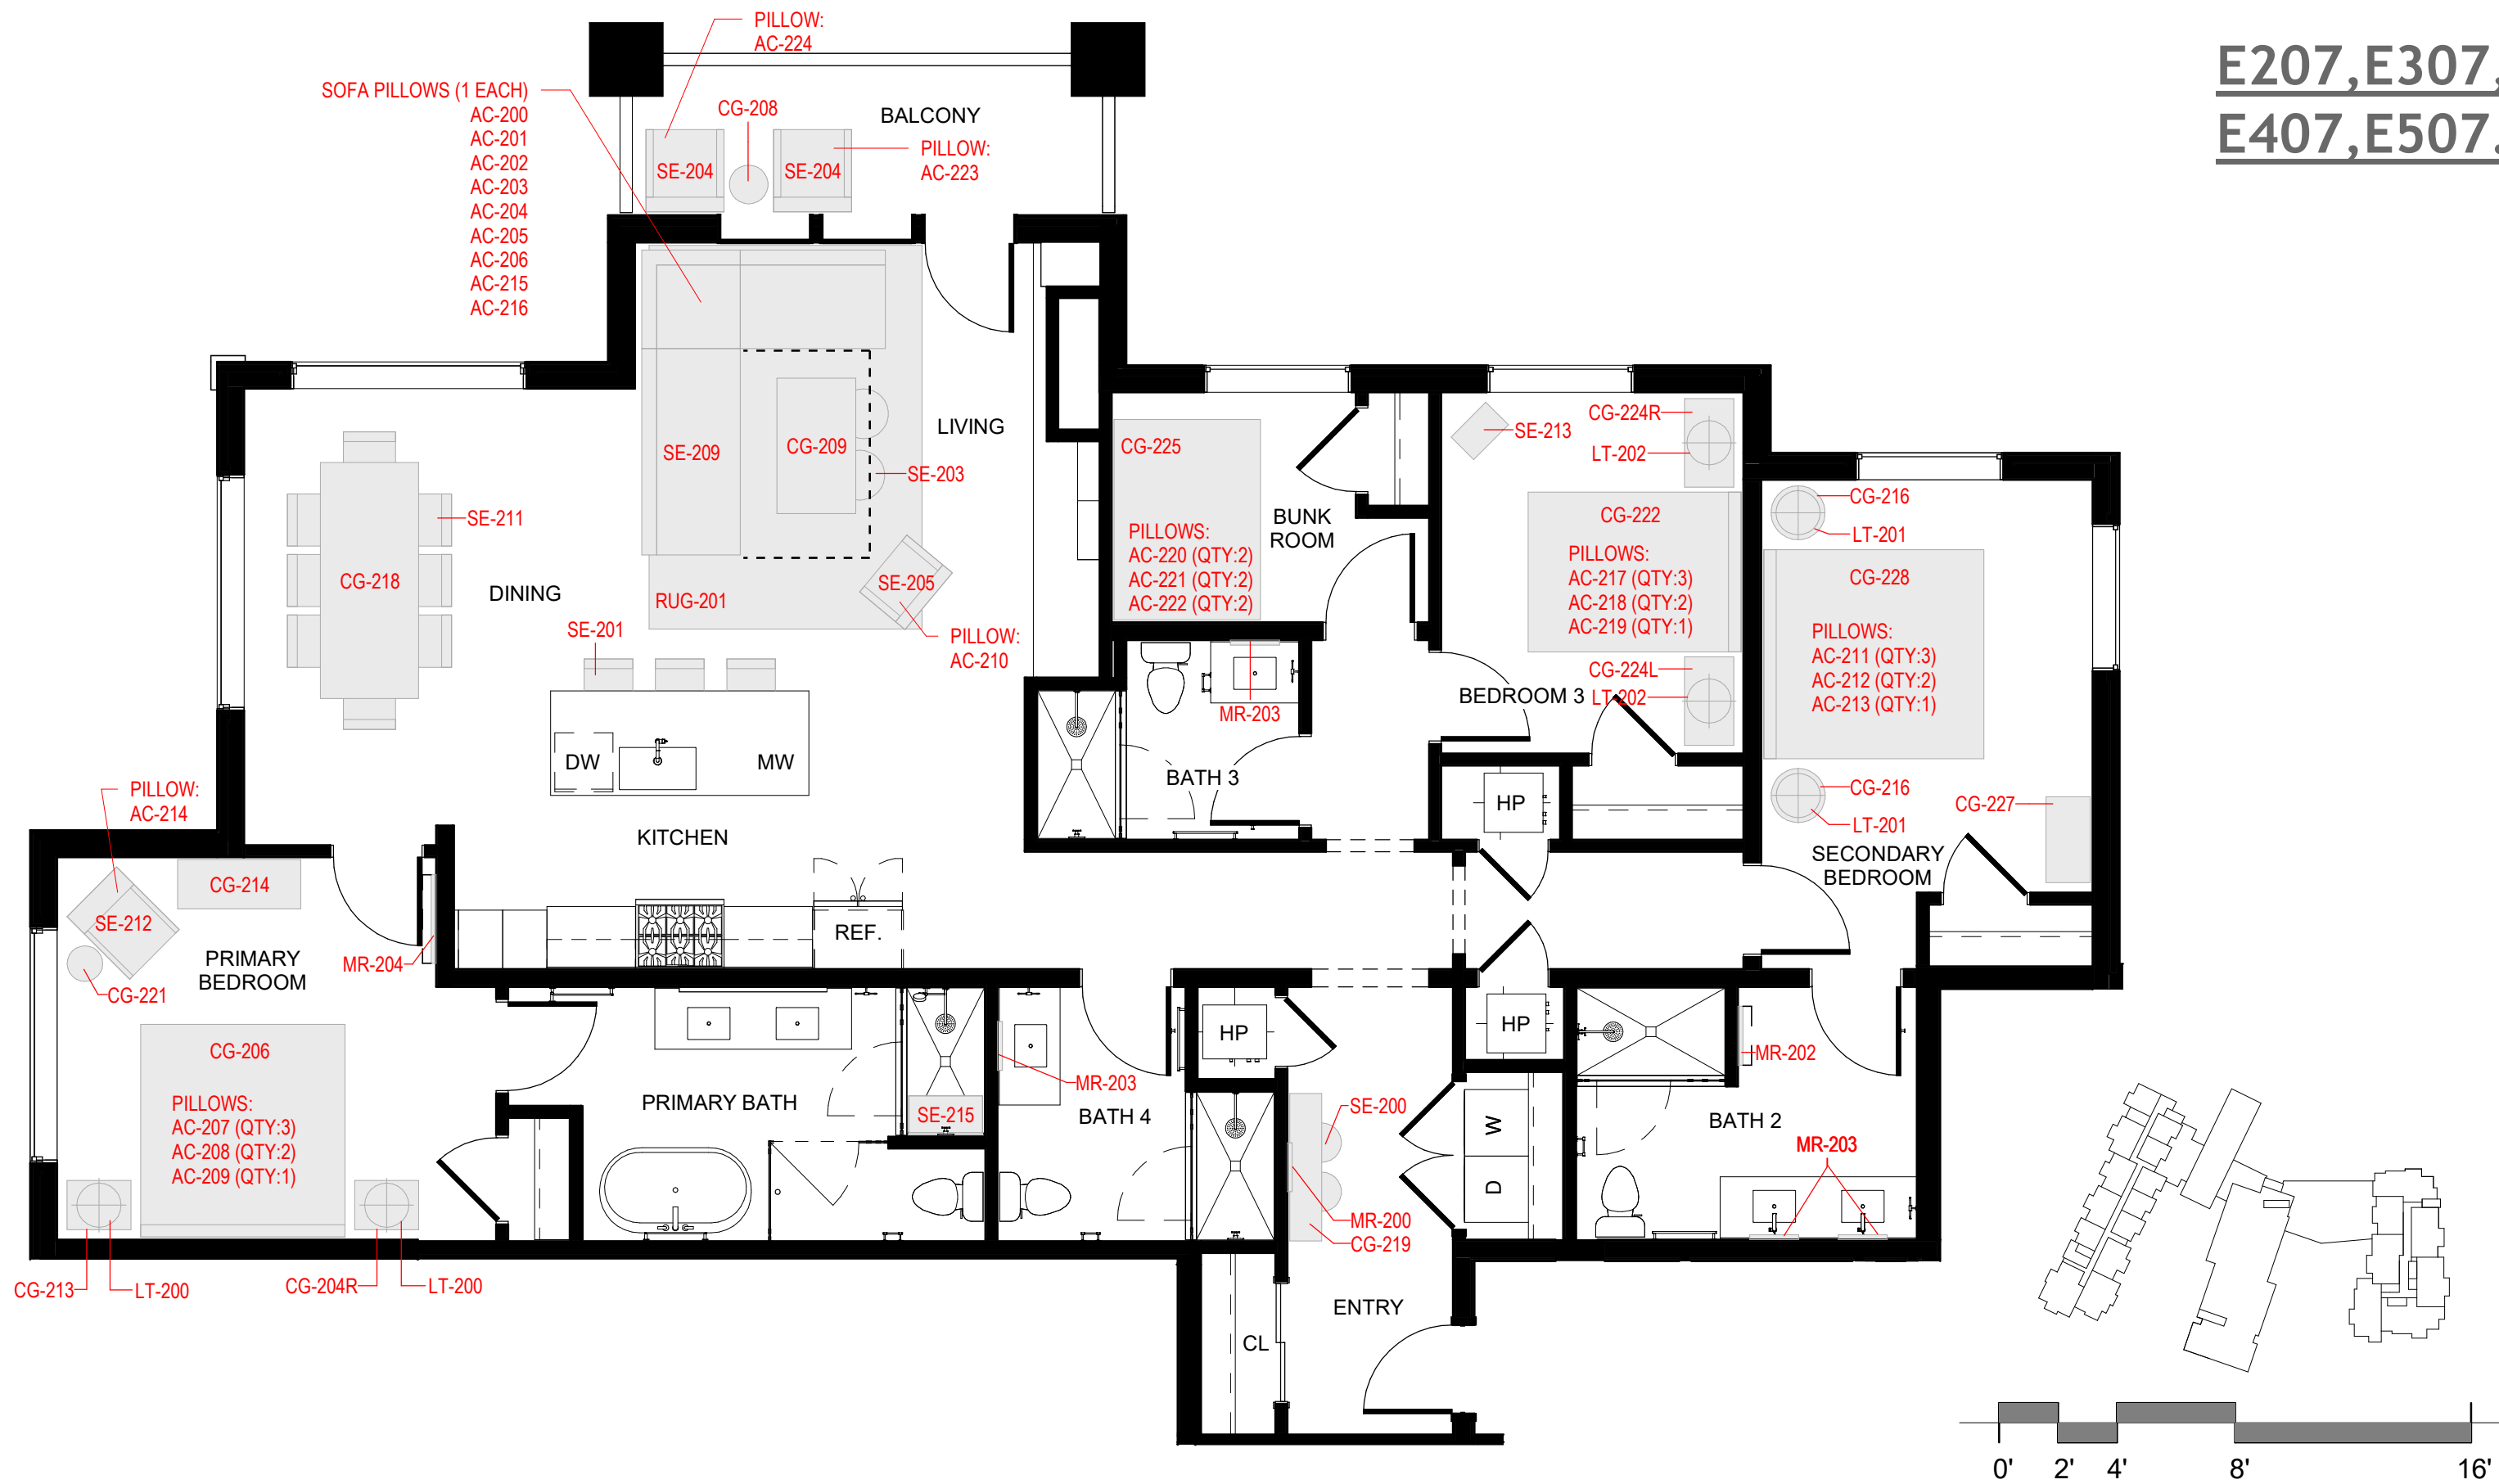 E207,E307,
E407,E507.
PILLOW:
AC-224
SOFA PILLOWS (1 EACH)
AC-200
AC-201
AC-202
AC-203
AC-204
AC-205
AC-206
AC-215
AC-216
CG-208
BALCONY
SE-204
SE-204
PILLOW:
AC-223
SE-209
CG-209
LIVING
SE-203
SE-205
RUG-201
PILLOW:
AC-210
SE-211
CG-218
DINING
SE-201
DW
MW
KITCHEN
REF.
CG-225
PILLOWS:
AC-220 (QTY:2)
AC-221 (QTY:2)
AC-222 (QTY:2)
BUNK
ROOM
SE-213
CG-224R
LT-202
CG-222
PILLOWS:
AC-217 (QTY:3)
AC-218 (QTY:2)
AC-219 (QTY:1)
CG-224L
LT-202
BEDROOM 3
CG-216
LT-201
CG-228
PILLOWS:
AC-211 (QTY:3)
AC-212 (QTY:2)
AC-213 (QTY:1)
CG-216
LT-201
CG-227
SECONDARY
BEDROOM
MR-203
BATH 3
HP
PILLOW:
AC-214
CG-214
SE-212
PRIMARY
BEDROOM
CG-221
MR-204
CG-206
PILLOWS:
AC-207 (QTY:3)
AC-208 (QTY:2)
AC-209 (QTY:1)
CG-213
LT-200
CG-204R
LT-200
PRIMARY BATH
SE-215
MR-203
BATH 4
HP
SE-200
MR-200
CG-219
W
D
HP
MR-202
BATH 2
MR-203
ENTRY
CL
0' 2' 4' 8' 16'